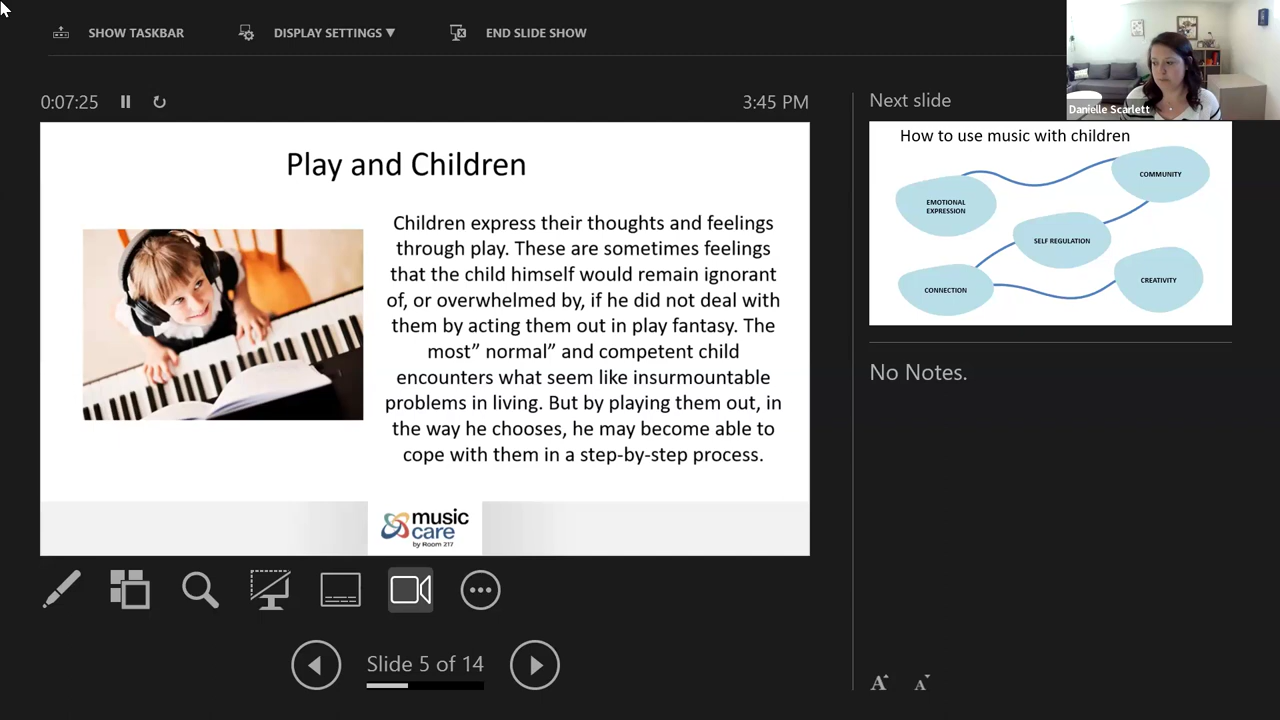 SHOW TASKBAR
DISPLAY SETTINGS ▼
END SLIDE SHOW
Danielle Scarlett
0:07:25
3:45 PM
Play and Children
Children express their thoughts and feelings
through play. These are sometimes feelings
that the child himself would remain ignorant
of, or overwhelmed by, if he did not deal with
them by acting them out in play fantasy. The
most” normal” and competent child
encounters what seem like insurmountable
problems in living. But by playing them out, in
the way he chooses, he may become able to
cope with them in a step-by-step process.
music
care
by Room 217
Slide 5 of 14
Next slide
How to use music with children
COMMUNITY
EMOTIONAL
EXPRESSION
SELF REGULATION
CREATIVITY
CONNECTION
No Notes.
A A